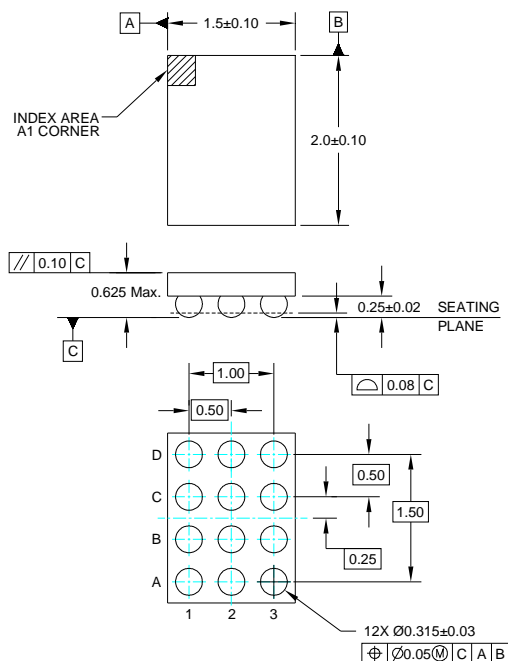 A
1.5±0.10
B
INDEX AREA
A1 CORNER
2.0±0.10
// 0.10 C
0.625 Max.
0.25±0.02
SEATING
PLANE
C
⌓ 0.08 C
1.00
0.50
D
C
B
A
0.50
1.50
0.25
1 2 3
12X Ø0.315±0.03
⌖ Ø0.05Ⓜ C A B